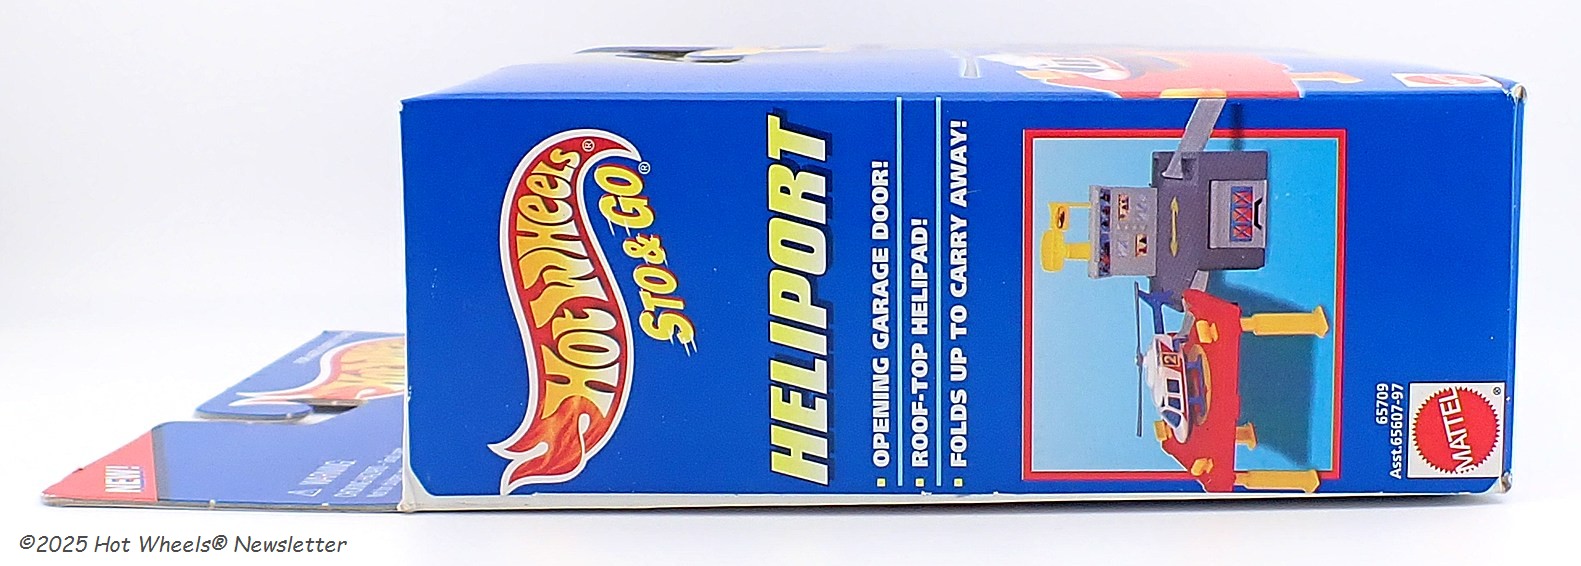 HOT WHEELS®
STO & GO®
HELIPORT
▪ OPENING GARAGE DOOR!
▪ ROOF-TOP HELIPAD!
▪ FOLDS UP TO CARRY AWAY!
2
65709
Asst.65607-97
MATTEL®
NEW!
⚠ WARNING:
©2025 Hot Wheels® Newsletter